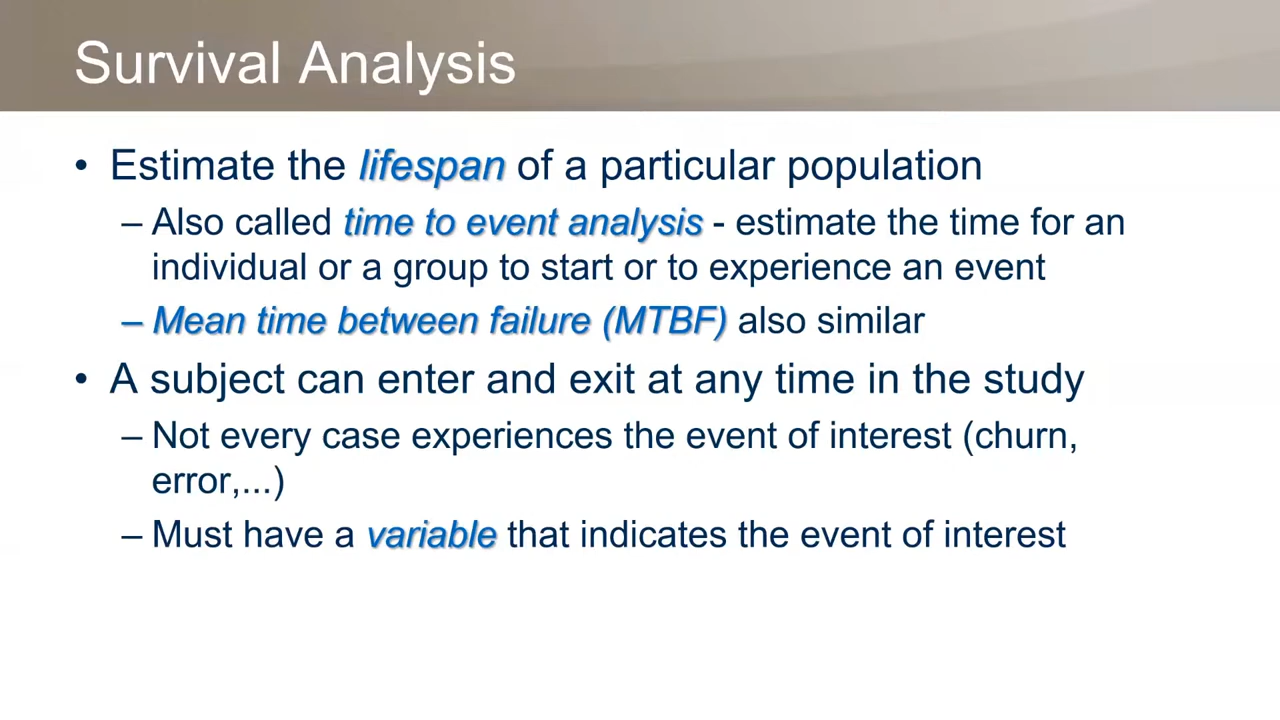 Survival Analysis
• Estimate the lifespan of a particular population
– Also called time to event analysis - estimate the time for an
individual or a group to start or to experience an event
– Mean time between failure (MTBF) also similar
• A subject can enter and exit at any time in the study
– Not every case experiences the event of interest (churn,
error,...)
– Must have a variable that indicates the event of interest